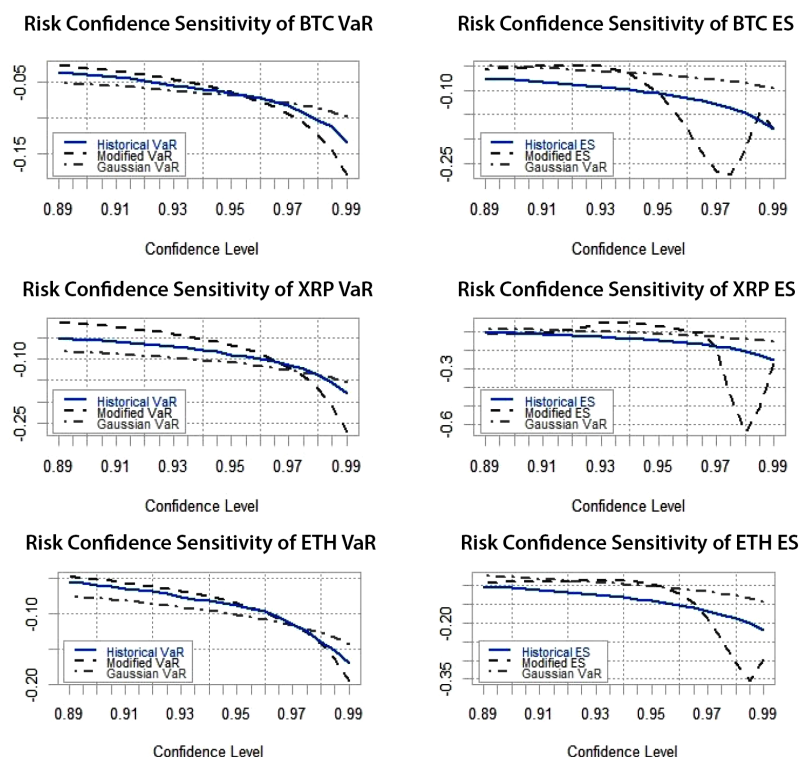 Risk Confidence Sensitivity of BTC VaR
-0.05
-0.15
Historical VaR
Modified VaR
Gaussian VaR
0.89 0.91 0.93 0.95 0.97 0.99
Confidence Level
Risk Confidence Sensitivity of BTC ES
-0.10
-0.25
Historical ES
Modified ES
Gaussian VaR
0.89 0.91 0.93 0.95 0.97 0.99
Confidence Level
Risk Confidence Sensitivity of XRP VaR
-0.10
-0.25
Historical VaR
Modified VaR
Gaussian VaR
0.89 0.91 0.93 0.95 0.97 0.99
Confidence Level
Risk Confidence Sensitivity of XRP ES
-0.3
-0.6
Historical ES
Modified ES
Gaussian VaR
0.89 0.91 0.93 0.95 0.97 0.99
Confidence Level
Risk Confidence Sensitivity of ETH VaR
-0.10
-0.20
Historical VaR
Modified VaR
Gaussian VaR
0.89 0.91 0.93 0.95 0.97 0.99
Confidence Level
Risk Confidence Sensitivity of ETH ES
-0.20
-0.35
Historical ES
Modified ES
Gaussian VaR
0.89 0.91 0.93 0.95 0.97 0.99
Confidence Level